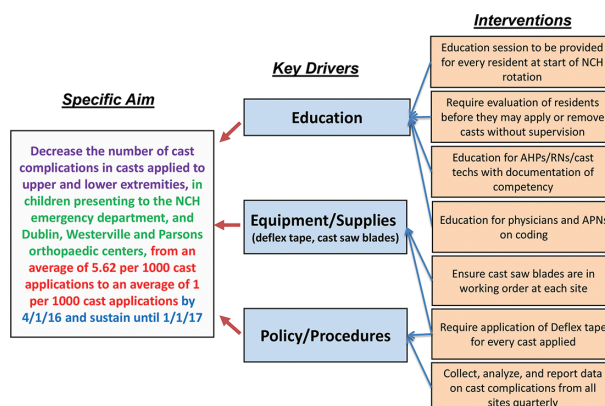 Specific Aim
Decrease the number of cast
complications in casts applied to
upper and lower extremities, in
children presenting to the NCH
emergency department, and
Dublin, Westerville and Parsons
orthopaedic centers, from an
average of 5.62 per 1000 cast
applications to an average of 1
per 1000 cast applications by
4/1/16 and sustain until 1/1/17
Key Drivers
Education
Equipment/Supplies
(deflex tape, cast saw blades)
Policy/Procedures
Interventions
Education session to be provided
for every resident at start of NCH
rotation
Require evaluation of residents
before they may apply or remove
casts without supervision
Education for AHPs/RNs/cast
techs with documentation of
competency
Education for physicians and APNs
on coding
Ensure cast saw blades are in
working order at each site
Require application of Deflex tape
for every cast applied
Collect, analyze, and report data
on cast complications from all
sites quarterly